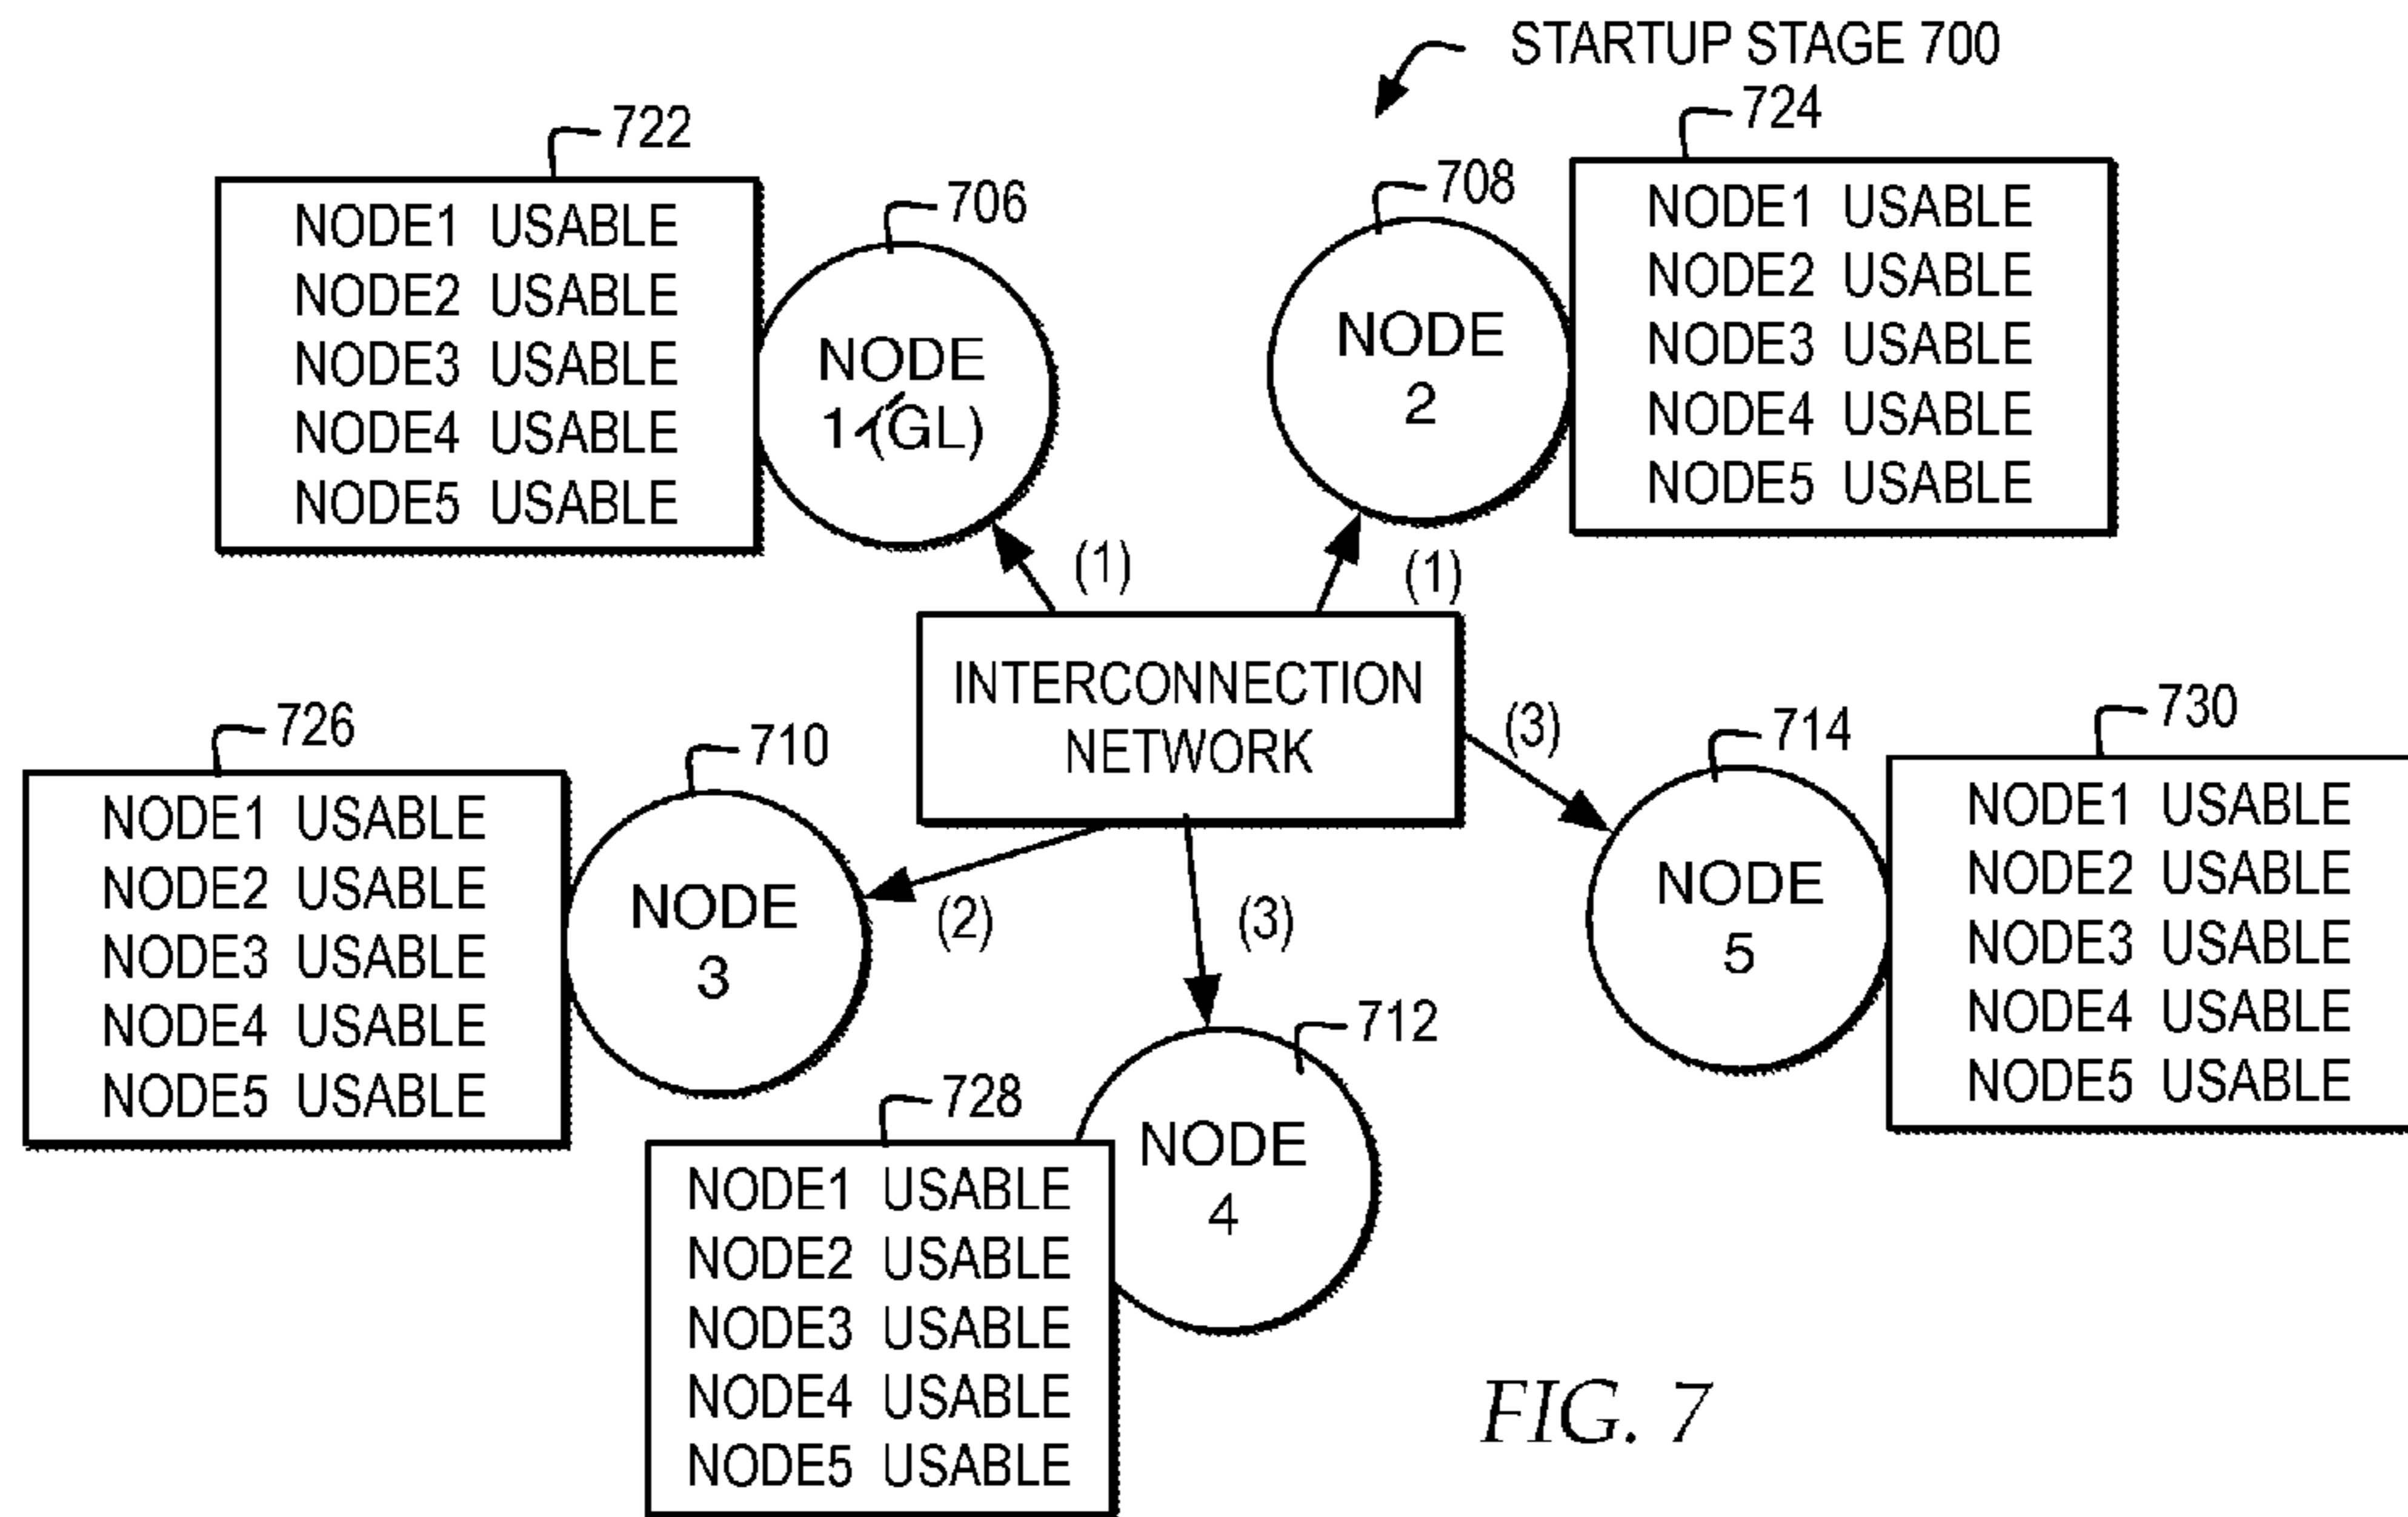 STARTUP STAGE 700
722
NODE1 USABLE
NODE2 USABLE
NODE3 USABLE
NODE4 USABLE
NODE5 USABLE
706
NODE
1 (GL)
708
NODE
2
724
NODE1 USABLE
NODE2 USABLE
NODE3 USABLE
NODE4 USABLE
NODE5 USABLE
(1)
(1)
INTERCONNECTION
NETWORK
(3)
(2)
(3)
726
NODE1 USABLE
NODE2 USABLE
NODE3 USABLE
NODE4 USABLE
NODE5 USABLE
710
NODE
3
714
NODE
5
730
NODE1 USABLE
NODE2 USABLE
NODE3 USABLE
NODE4 USABLE
NODE5 USABLE
712
NODE
4
728
NODE1 USABLE
NODE2 USABLE
NODE3 USABLE
NODE4 USABLE
NODE5 USABLE
FIG. 7